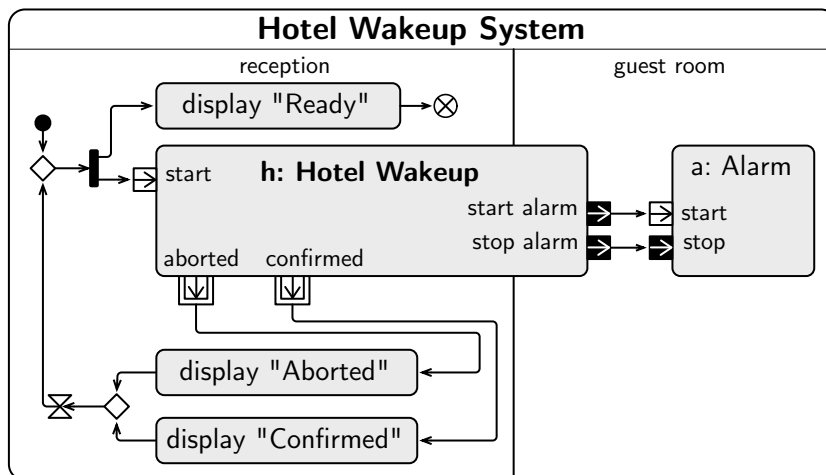 Hotel Wakeup System
reception
guest room
display "Ready"
start
h: Hotel Wakeup
a: Alarm
start alarm
start
stop alarm
stop
aborted
confirmed
display "Aborted"
display "Confirmed"